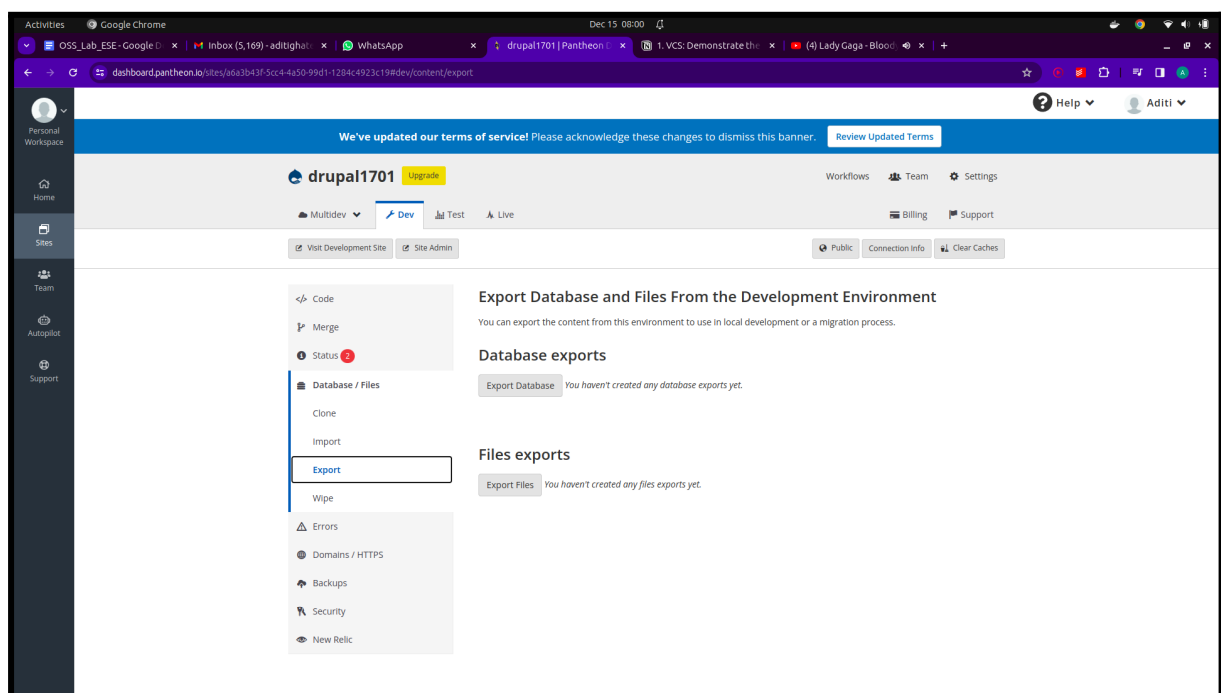 Activities Google Chrome Dec 15 08:00
OSS_Lab_ESE - Google D Inbox (5,169) - aditighat WhatsApp drupal1701 | Pantheon D 1. VCS: Demonstrate the (4) Lady Gaga - Blood
dashboard.pantheon.io/sites/a6a3b43f-5cc4-4a50-99d1-1284c4923c19#dev/content/export
A
Help Aditi
Personal
Workspace
We've updated our terms of service! Please acknowledge these changes to dismiss this banner. Review Updated Terms
drupal1701 Upgrade Workflows Team Settings
Home
Multidev Dev Test Live Billing Support
Sites
Visit Development Site Site Admin Public Connection Info Clear Caches
Team
Autopilot
Support
Code
Merge
Status 2
Database / Files
Clone
Import
Export
Wipe
Errors
Domains / HTTPS
Backups
Security
New Relic
Export Database and Files From the Development Environment
You can export the content from this environment to use in local development or a migration process.
Database exports
Export Database You haven't created any database exports yet.
Files exports
Export Files You haven't created any files exports yet.